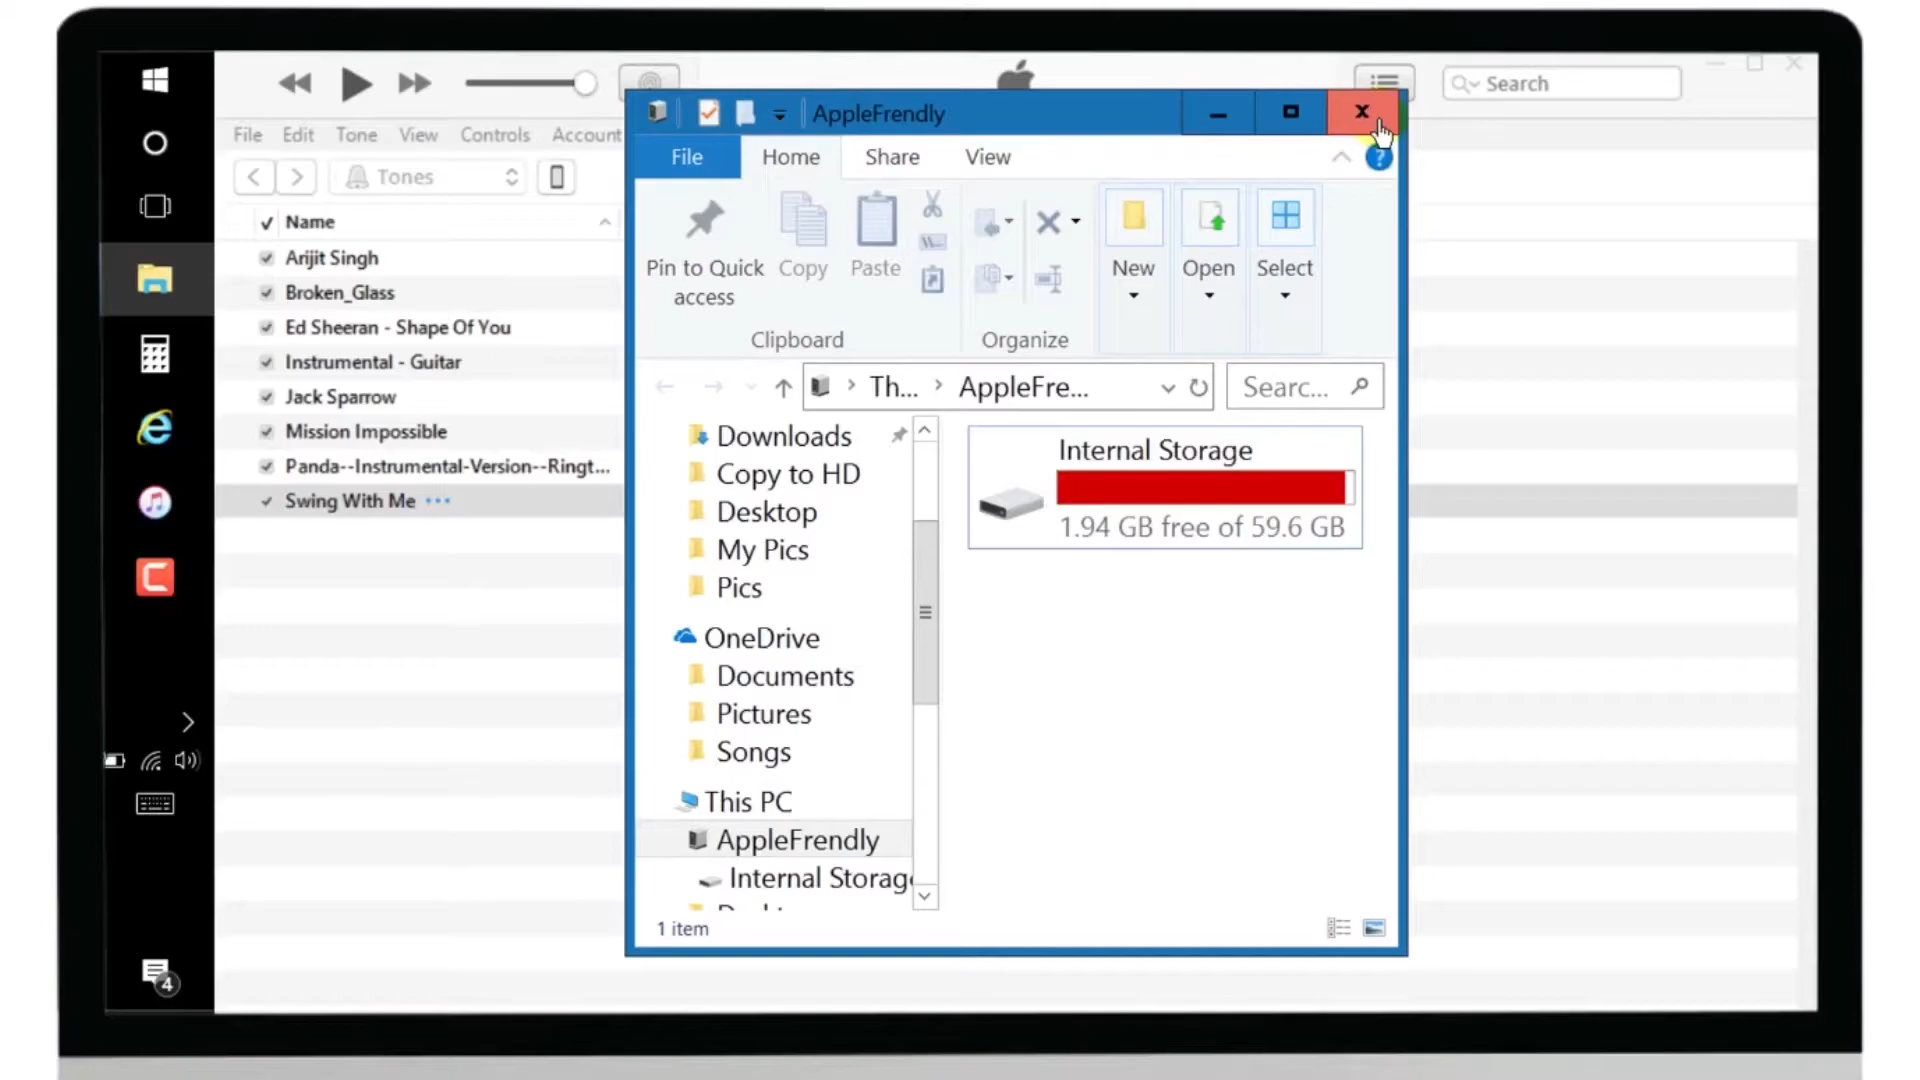 Search
File Edit Tone View Controls Account
Tones
Name
Arijit Singh
Broken_Glass
Ed Sheeran - Shape Of You
Instrumental - Guitar
Jack Sparrow
Mission Impossible
Panda--Instrumental-Version--Ringt...
Swing With Me
4
AppleFrendly
File Home Share View
Pin to Quick access
Copy
Paste
New
Open
Select
Clipboard
Organize
Th... AppleFre...
Searc...
Downloads
Copy to HD
Desktop
My Pics
Pics
OneDrive
Documents
Pictures
Songs
This PC
AppleFrendly
Internal Storage
Internal Storage
1.94 GB free of 59.6 GB
1 item